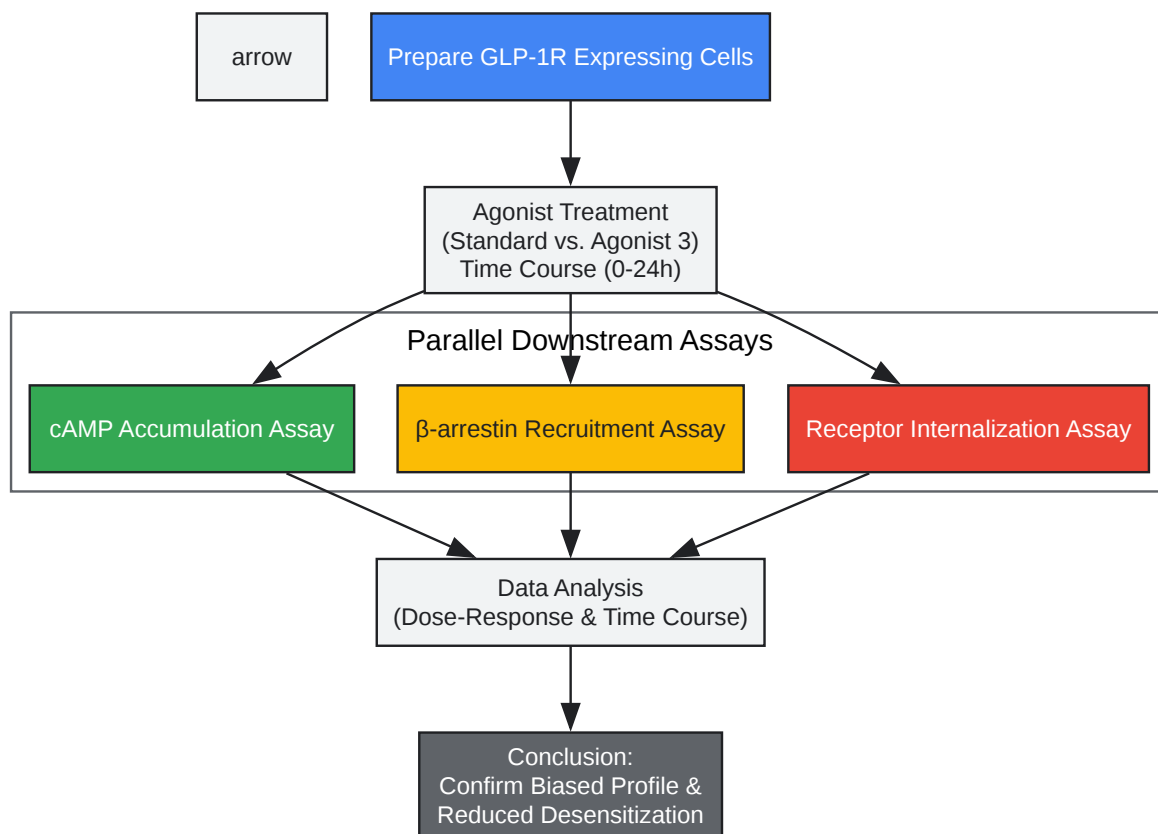 arrow
Prepare GLP-1R Expressing Cells
Agonist Treatment
(Standard vs. Agonist 3)
Time Course (0-24h)
Parallel Downstream Assays
cAMP Accumulation Assay
β-arrestin Recruitment Assay
Receptor Internalization Assay
Data Analysis
(Dose-Response & Time Course)
Conclusion:
Confirm Biased Profile &
Reduced Desensitization